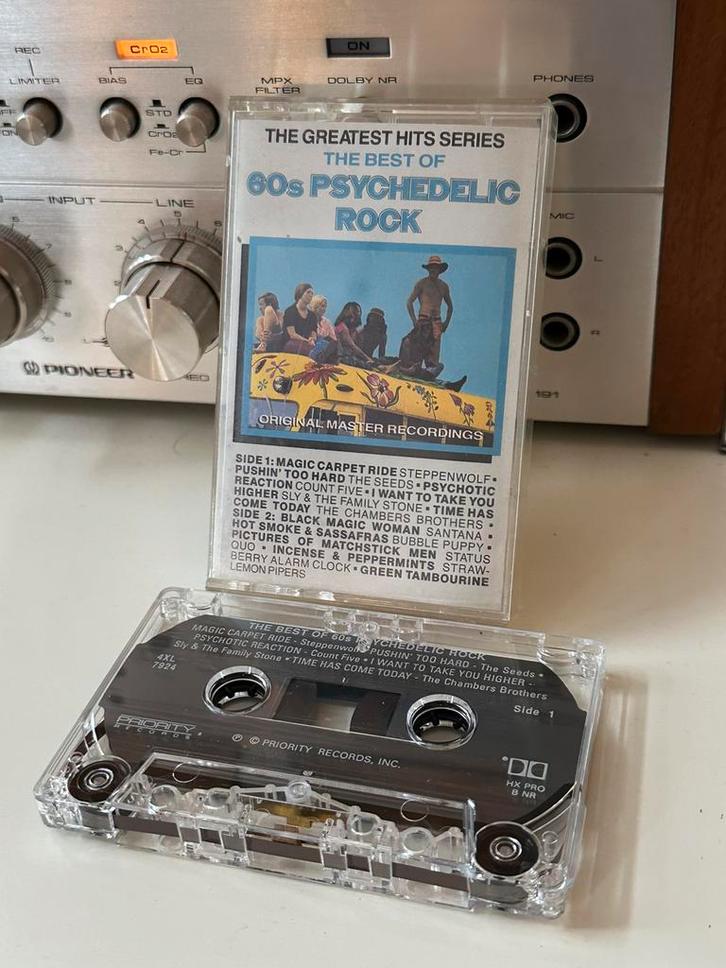 REC
LIMITER
CrO2
BIAS
EQ
STD
CrO2
Fe-Cr
MPX
FILTER
ON
DOLBY NR
PHONES
INPUT
LINE
MIC
L
R
PIONEER
THE GREATEST HITS SERIES
THE BEST OF
60s PSYCHEDELIC
ROCK
ORIGINAL MASTER RECORDINGS
SIDE 1: MAGIC CARPET RIDE STEPPENWOLF •
PUSHIN' TOO HARD THE SEEDS • PSYCHOTIC
REACTION COUNT FIVE • I WANT TO TAKE YOU
HIGHER SLY & THE FAMILY STONE • TIME HAS
COME TODAY THE CHAMBERS BROTHERS •
SIDE 2: BLACK MAGIC WOMAN SANTANA •
HOT SMOKE & SASSAFRAS BUBBLE PUPPY •
PICTURES OF MATCHSTICK MEN STATUS
QUO • INCENSE & PEPPERMINTS STRAW-
BERRY ALARM CLOCK • GREEN TAMBOURINE
LEMON PIPERS
THE BEST OF 60s PSYCHEDELIC ROCK
MAGIC CARPET RIDE - Steppenwolf • PUSHIN' TOO HARD - The Seeds •
PSYCHOTIC REACTION - Count Five • I WANT TO TAKE YOU HIGHER -
Sly & The Family Stone • TIME HAS COME TODAY - The Chambers Brothers
4XL
7924
Side 1
PRIORITY
RECORDS
℗ © PRIORITY RECORDS, INC.
HX PRO
B NR